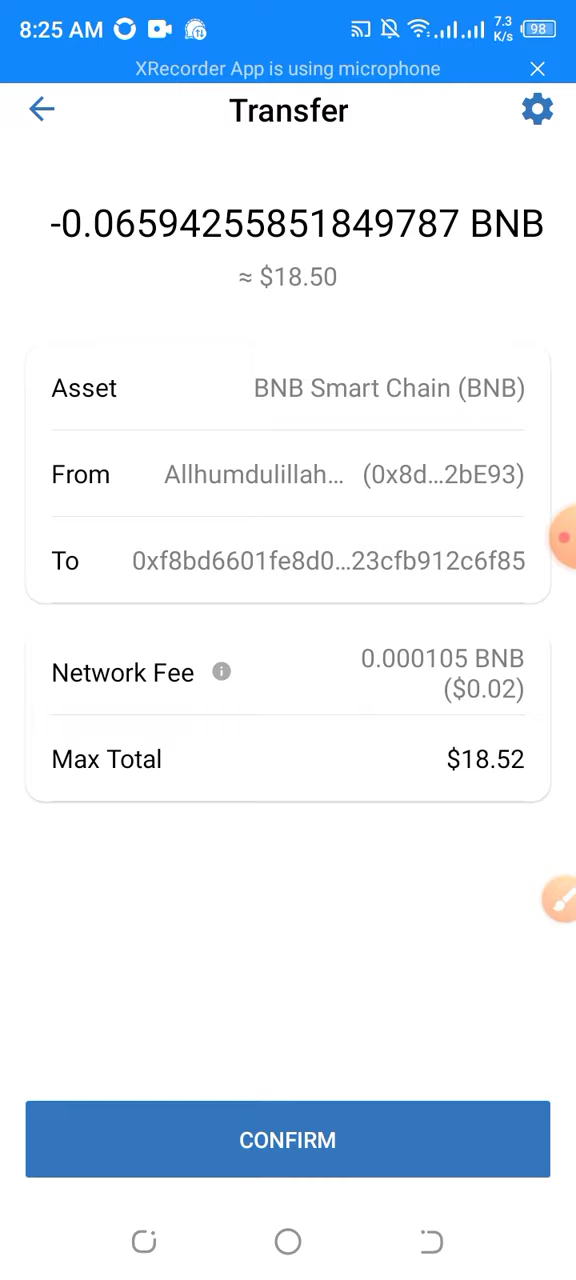 8:25 AM 7.3 K/s 98
XRecorder App is using microphone
Transfer
-0.06594255851849787 BNB
≈ $18.50
Asset BNB Smart Chain (BNB)
From Allhumdulillah... (0x8d...2bE93)
To 0xf8bd6601fe8d0...23cfb912c6f85
Network Fee 0.000105 BNB
($0.02)
Max Total $18.52
CONFIRM